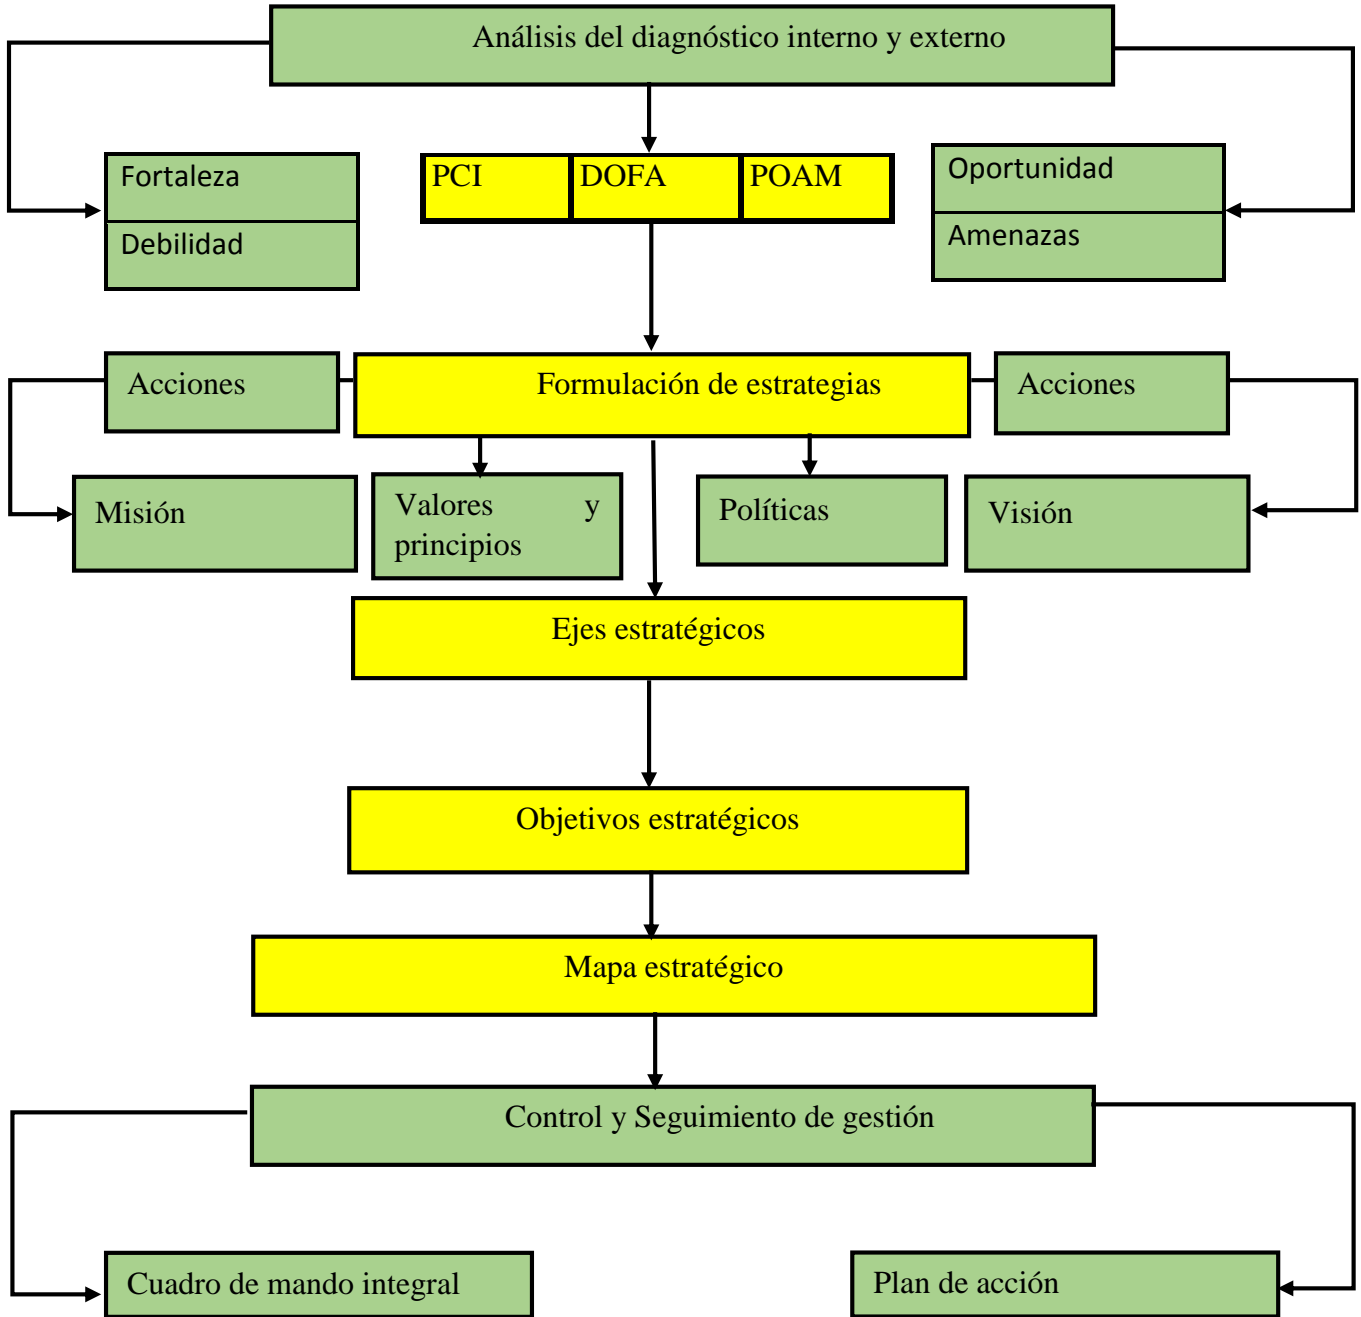 Análisis del diagnóstico interno y externo
Fortaleza
Debilidad
PCI DOFA POAM
Oportunidad
Amenazas
Acciones
Formulación de estrategias
Acciones
Misión
Valores y
principios
Políticas
Visión
Ejes estratégicos
Objetivos estratégicos
Mapa estratégico
Control y Seguimiento de gestión
Cuadro de mando integral
Plan de acción